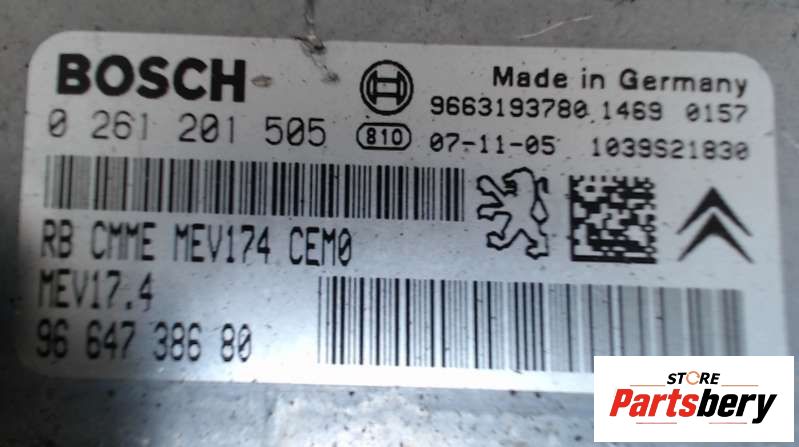 BOSCH
Made in Germany
9663193780 1469 0157
0 261 201 505
810 07-11-05 1039S21830
RB CMME MEV174 CEM0
MEV17.4
96 647 386 80
STORE
Partsbery